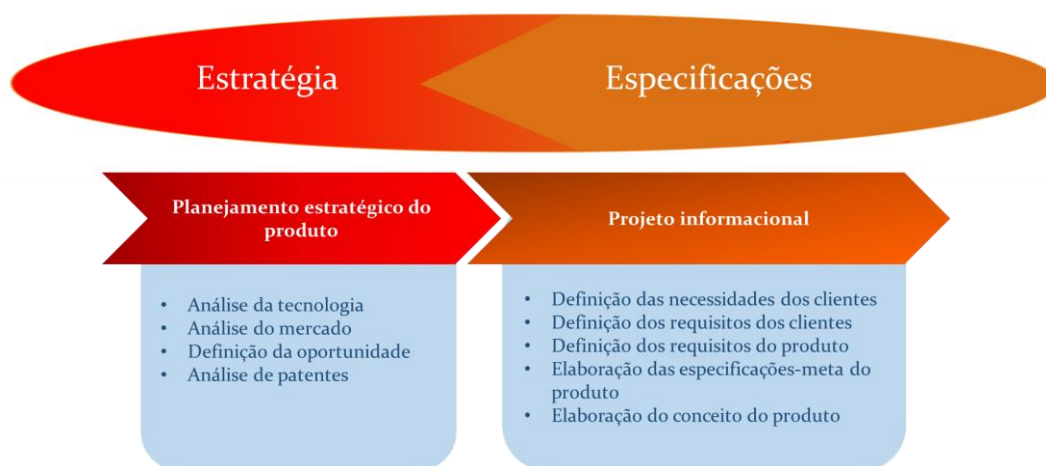 Estratégia
Especificações
Planejamento estratégico do
produto
Projeto informacional
• Análise da tecnologia
• Análise do mercado
• Definição da oportunidade
• Análise de patentes
• Definição das necessidades dos clientes
• Definição dos requisitos dos clientes
• Definição dos requisitos do produto
• Elaboração das especificações-meta do
produto
• Elaboração do conceito do produto